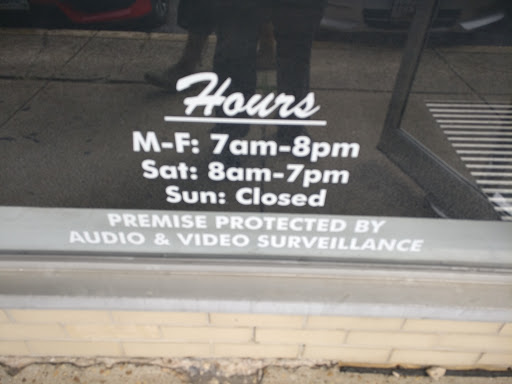 Hours
M-F: 7am-8pm
Sat: 8am-7pm
Sun: Closed
PREMISE PROTECTED BY
AUDIO & VIDEO SURVEILLANCE